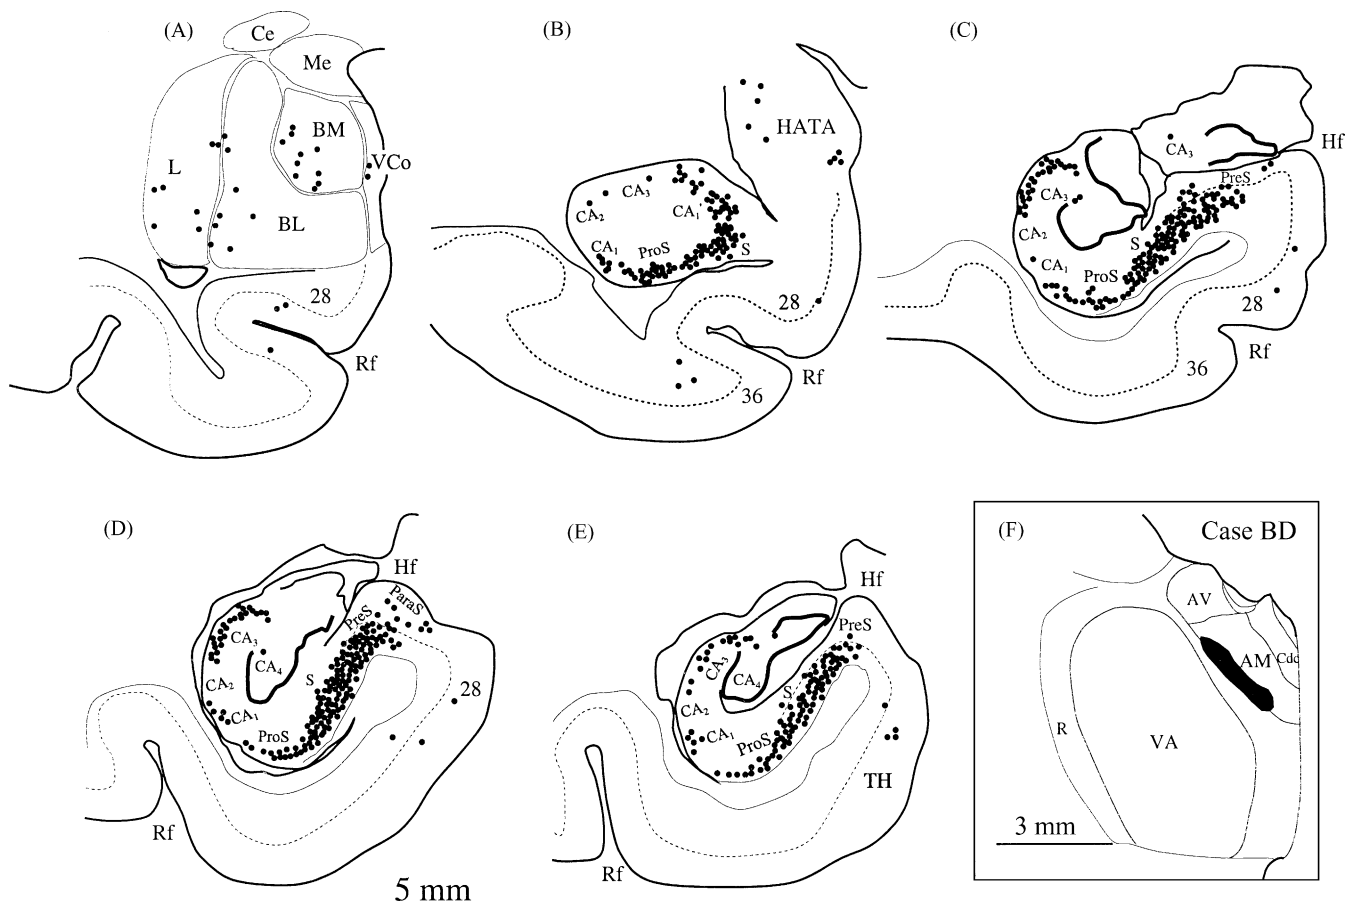 (A)
Ce
Me
BM
L
VCo
BL
28
Rf
(B)
HATA
CA3
CA2
CA1'
CA1
ProS
S
28
Rf
36
(C)
CA3
Hf
PreS
CA3
CA2
S
CA1
ProS
28
Rf
36
(D)
Hf
ParaS
PreS
CA3
CA4
CA2
S
28
CA1
ProS
Rf
5 mm
(E)
Hf
PreS
CA3
CA4
S
CA2
CA1
ProS
TH
Rf
(F)
Case BD
AV
AM
Cdc
R
VA
3 mm